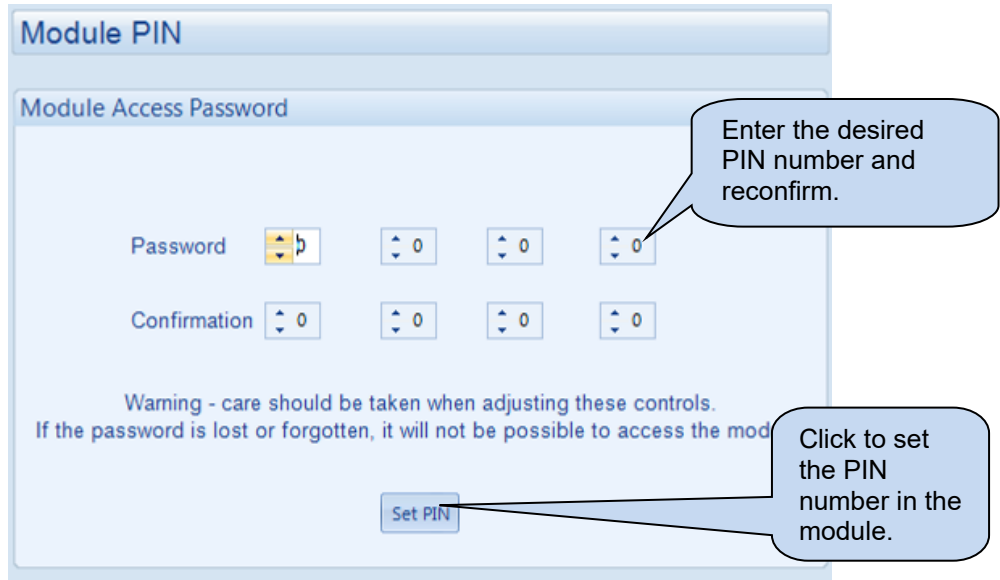 Module PIN
Module Access Password
Enter the desired
PIN number and
reconfirm.
Password 0 0 0 0
Confirmation 0 0 0 0
Warning - care should be taken when adjusting these controls.
If the password is lost or forgotten, it will not be possible to access the mod
Click to set
the PIN
number in the
module.
Set PIN